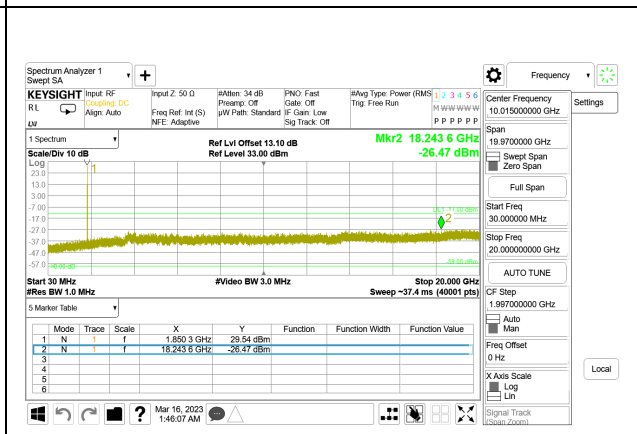 Spectrum Analyzer 1
Swept SA
Frequency
KEYSIGHT
Input: RF
Coupling: DC
Align: Auto
Input Z: 50 Ω
Freq Ref: Int (S)
NFE: Adaptive
#Atten: 34 dB
Preamp: Off
µW Path: Standard
PNO: Fast
Gate: Off
IF Gain: Low
Sig Track: Off
#Avg Type: Power (RMS
Trig: Free Run
1 2 3 4 5 6
M W W W W W
P P P P P P
R L
1 Spectrum
Scale/Div 10 dB
Ref Lvl Offset 13.10 dB
Ref Level 33.00 dBm
Mkr2 18.243 6 GHz
-26.47 dBm
Log
23.0
13.0
3.00
-7.00
-17.0
-27.0
-37.0
-47.0
-57.0
1
2
Start 30 MHz
#Res BW 1.0 MHz
#Video BW 3.0 MHz
Stop 20.000 GHz
Sweep ~37.4 ms (40001 pts)
5 Marker Table
Mode Trace Scale X Y Function Function Width Function Value
1 N 1 f 1.850 3 GHz 29.54 dBm
2 N 1 f 18.243 6 GHz -26.47 dBm
3
4
5
6
Mar 16, 2023
1:46:07 AM
Center Frequency
10.015000000 GHz
Settings
Span
19.9700000 GHz
Swept Span
Zero Span
Full Span
Start Freq
30.000000 MHz
Stop Freq
20.000000000 GHz
AUTO TUNE
CF Step
1.997000000 GHz
Auto
Man
Freq Offset
0 Hz
X Axis Scale
Log
Lin
Signal Track
(Span Zoom)
Local